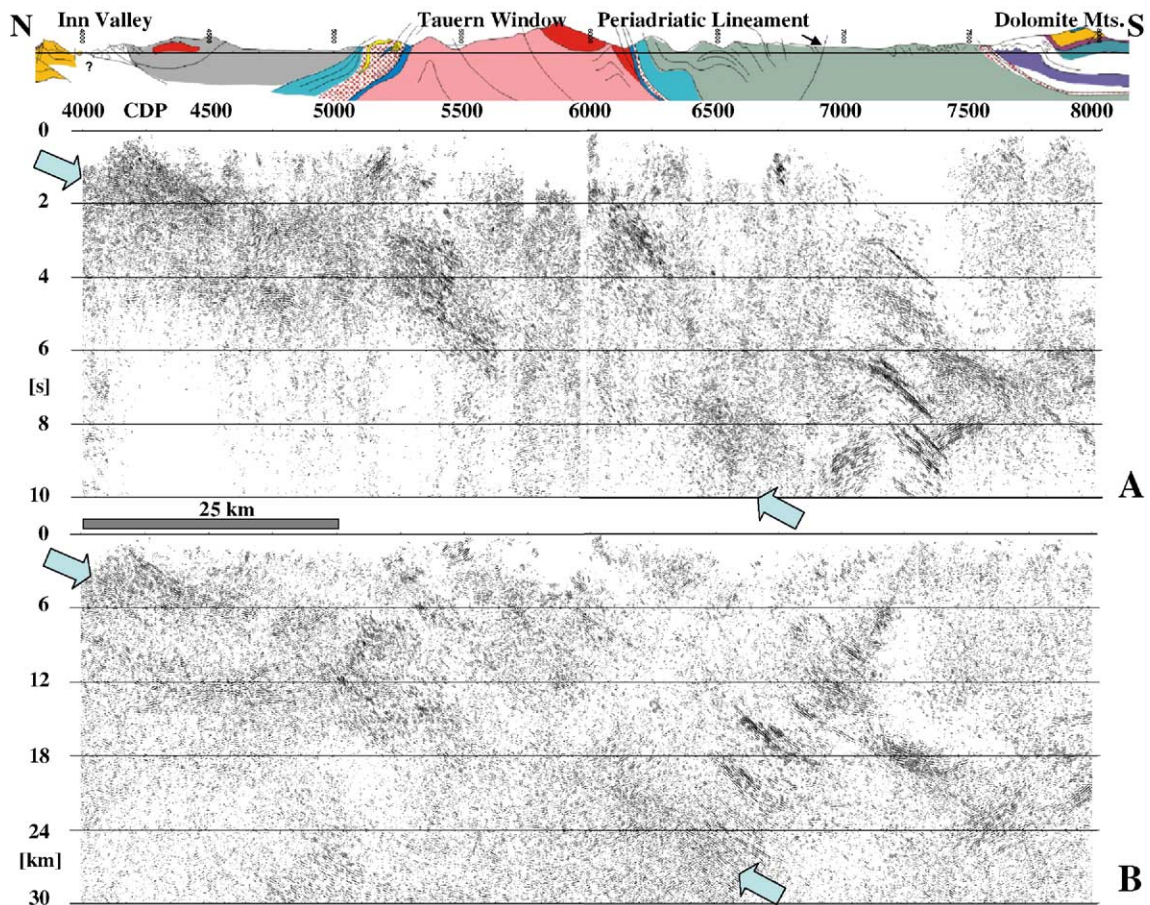 N Inn Valley Tauern Window Periadriatic Lineament Dolomite Mts. S
?
4000 CDP 4500 5000 5500 6000 6500 7000 7500 8000
0
2
4
6
[s]
8
10
A
25 km
0
6
12
18
24
[km]
30
B